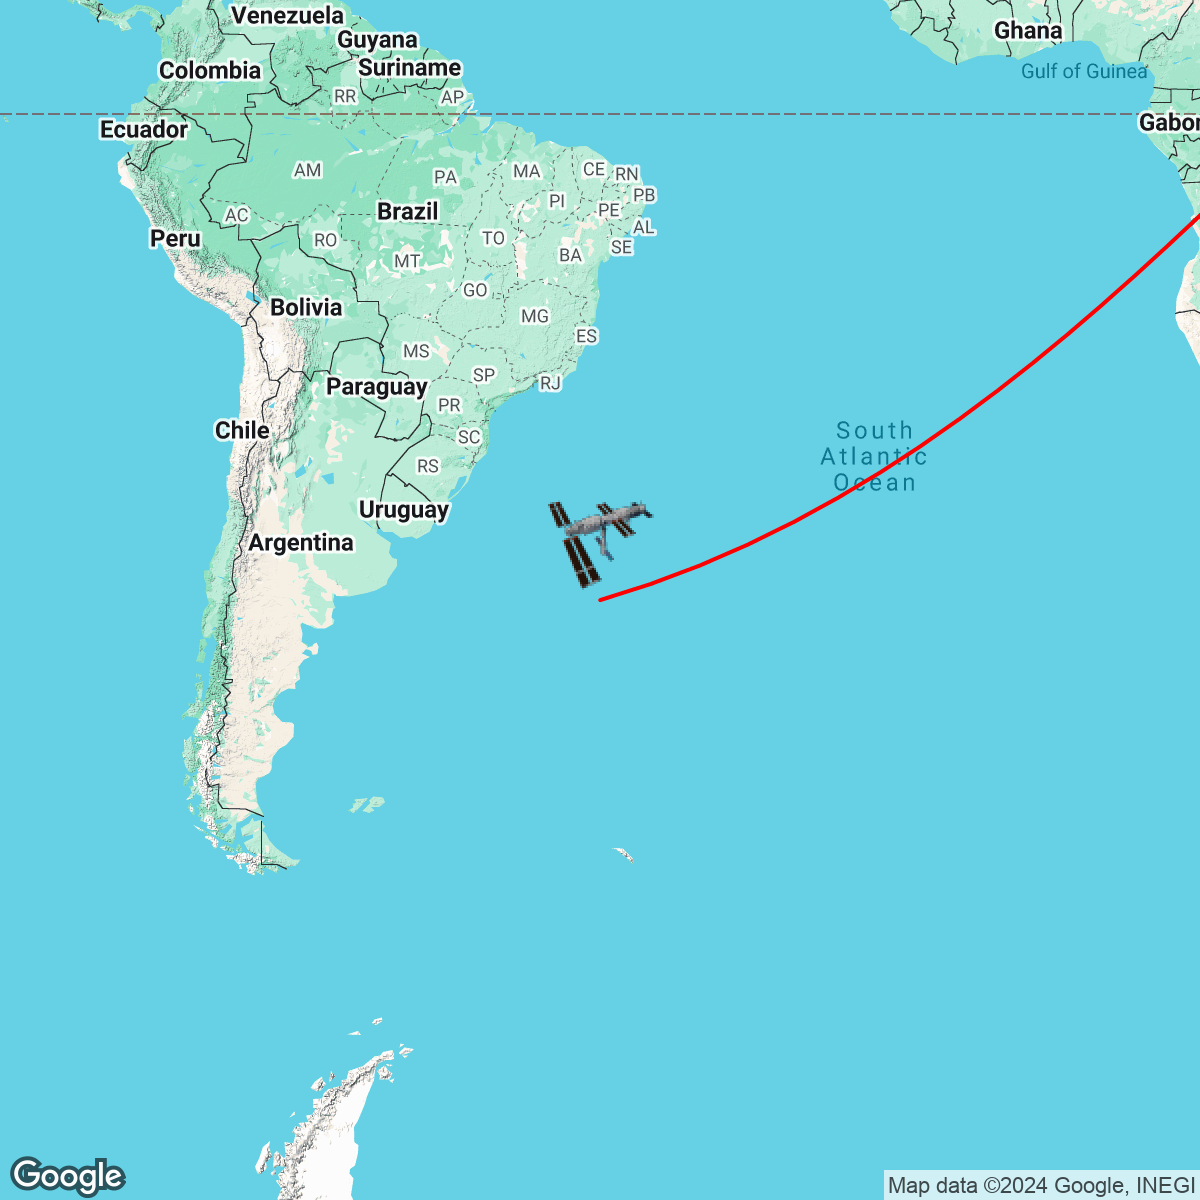 Venezuela
Ghana
Guyana
Colombia
Suriname
Gulf of Guinea
RR
AP
Ecuador
Gabon
AM
PA
MA
CE
RN
PI
PB
PE
AC
Brazil
AL
Peru
RO
TO
SE
MT
BA
GO
Bolivia
MG
ES
MS
SP
RJ
Paraguay
PR
Chile
SC
South
Atlantic
Ocean
RS
Uruguay
Argentina
Google
Map data ©2024 Google, INEGI